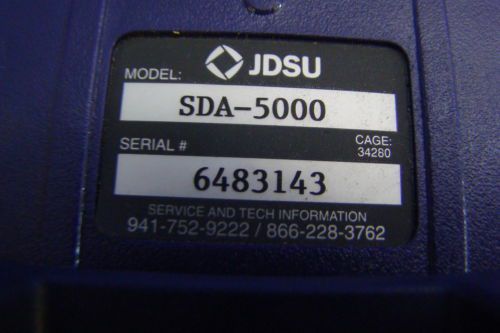 JDSU
MODEL:
SDA-5000
SERIAL #
CAGE:
34280
6483143
SERVICE AND TECH INFORMATION
941-752-9222 / 866-228-3762